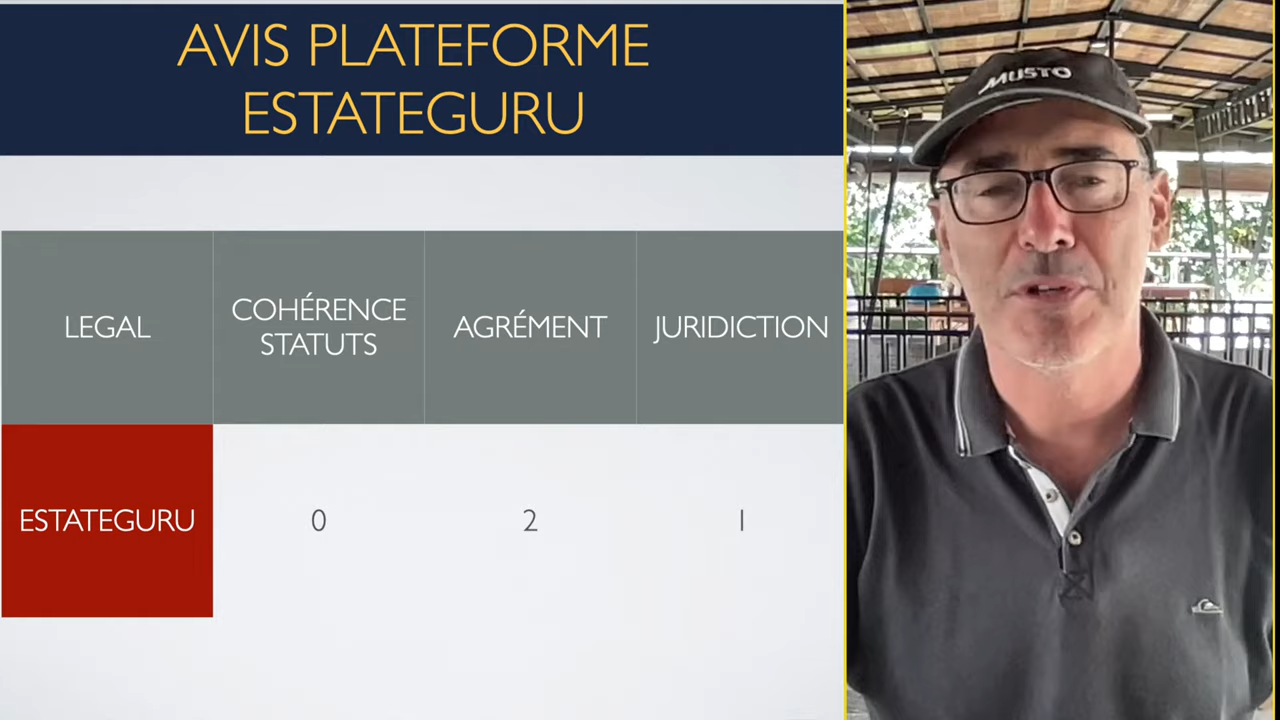 AVIS PLATEFORME
ESTATEGURU
LEGAL
COHÉRENCE
STATUTS
AGRÉMENT
JURIDICTION
ESTATEGURU
0
2
1
MUSTO